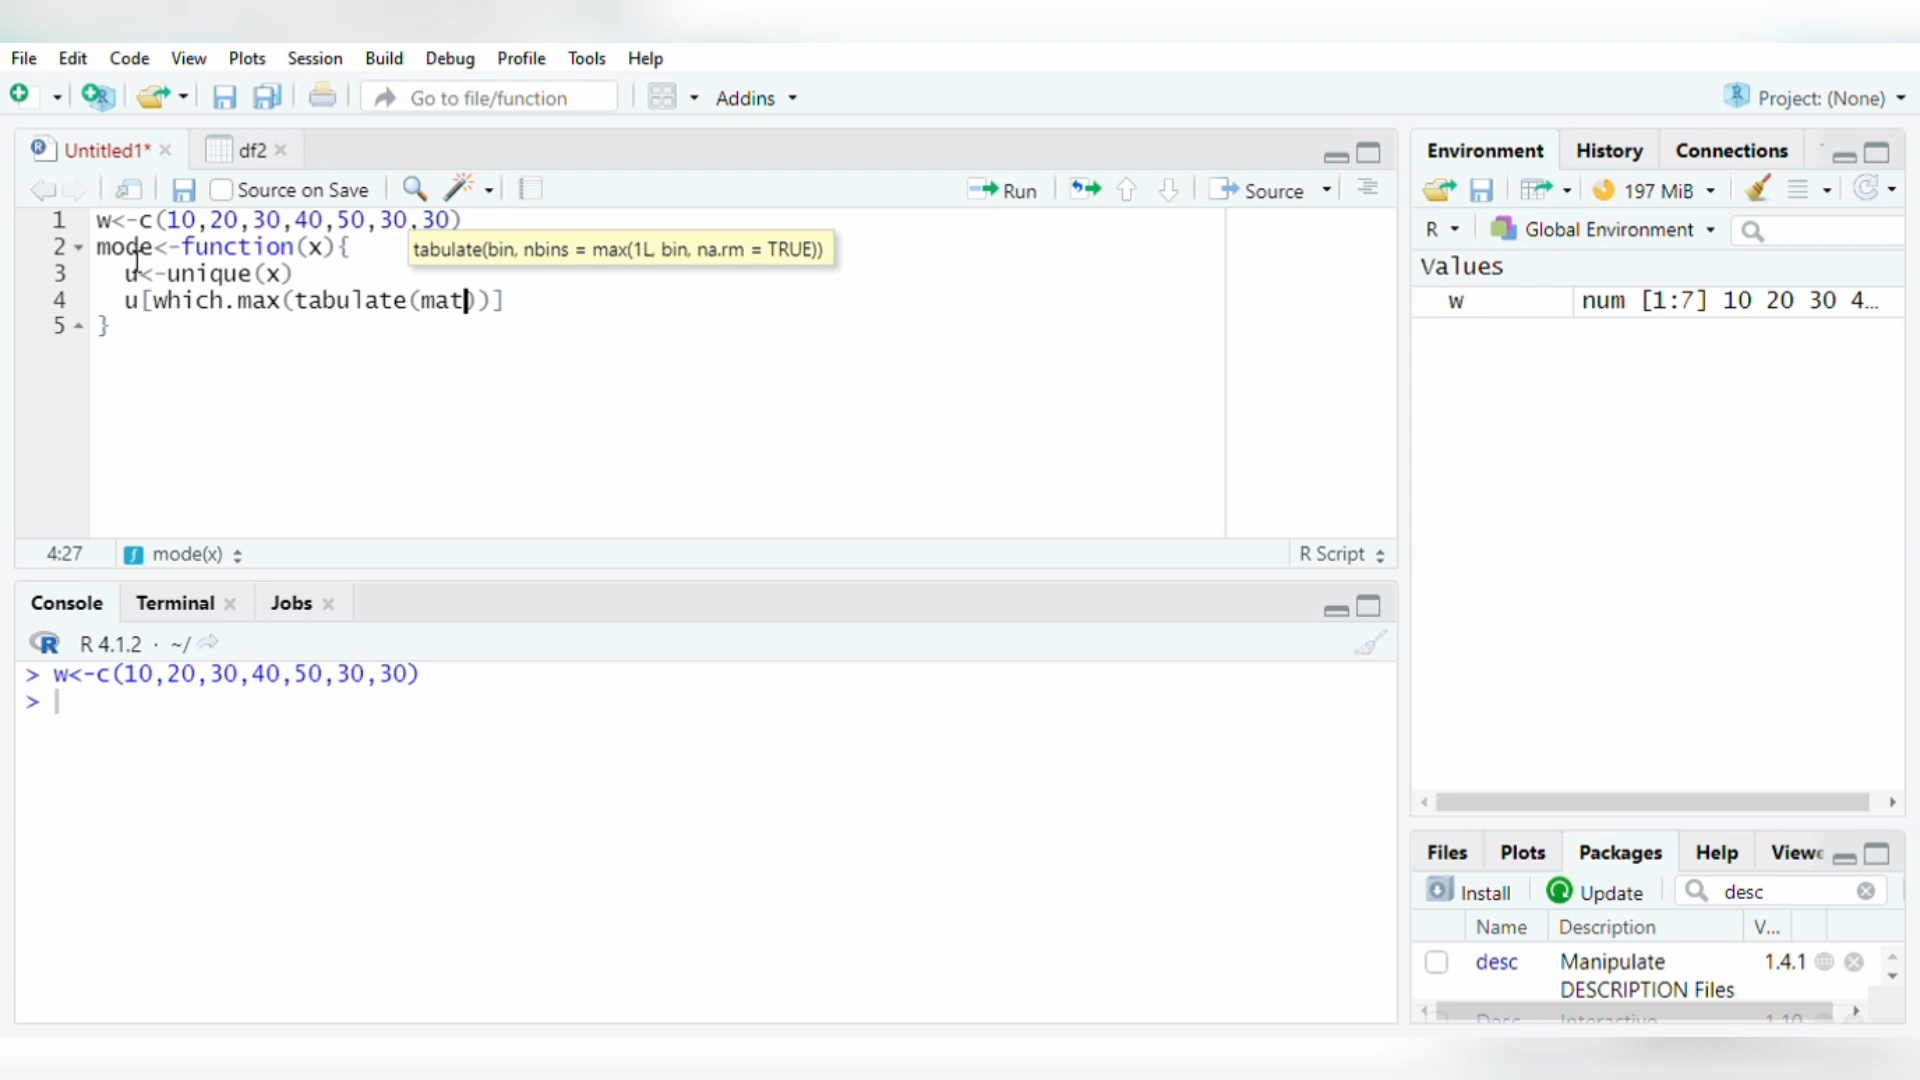 File Edit Code View Plots Session Build Debug Profile Tools Help
Go to file/function Addins Project: (None)
Untitled1* df2
Source on Save Run Source
1 w<-c(10,20,30,40,50,30,30)
2 mode<-function(x){
tabulate(bin, nbins = max(1L, bin, na.rm = TRUE))
3 u<-unique(x)
4 u[which.max(tabulate(mat))]
5 }
4:27 mode(x) R Script
Console Terminal Jobs
R 4.1.2 · ~/
> w<-c(10,20,30,40,50,30,30)
>
Environment History Connections
197 MiB
R Global Environment
Values
w num [1:7] 10 20 30 4...
Files Plots Packages Help Viewe
Install Update desc
Name Description V...
desc Manipulate 1.4.1
DESCRIPTION Files
Desc Interactive 1.10